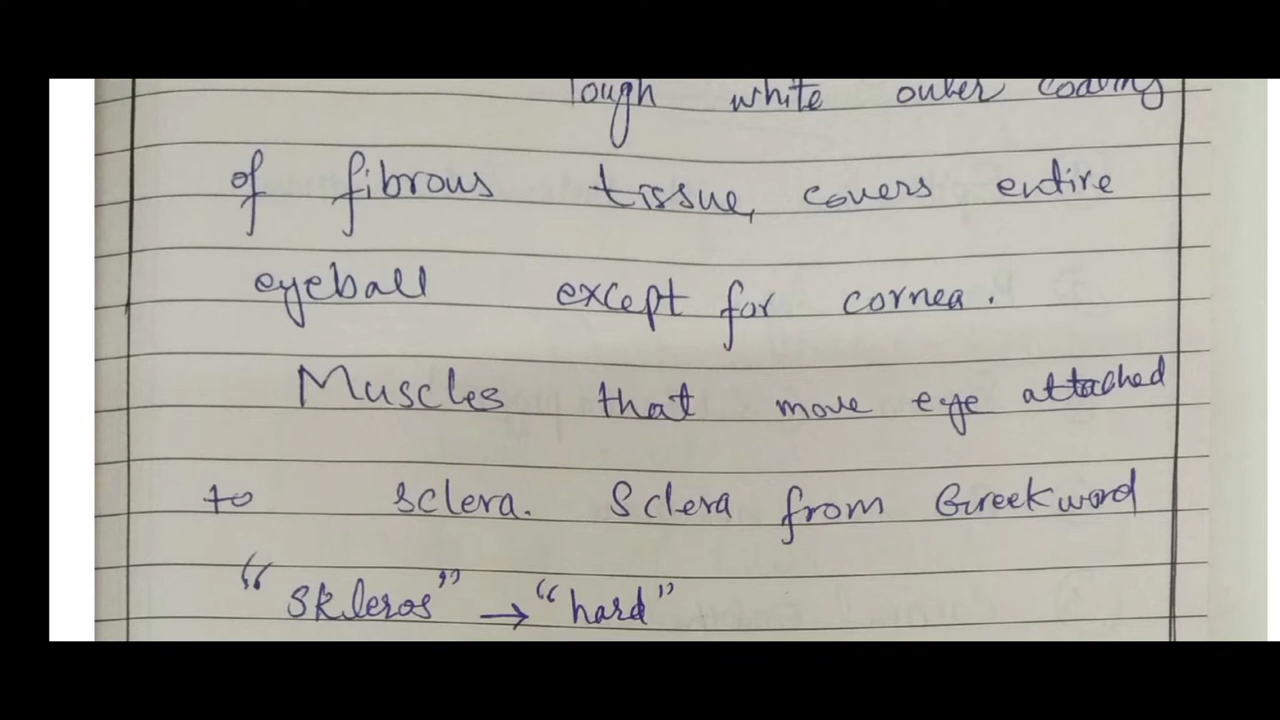 Tough white outer coating
of fibrous tissue, covers entire
eyeball except for cornea.
Muscles that move eye attached
to sclera. Sclera from Greek word
"Skleros" → "hard"